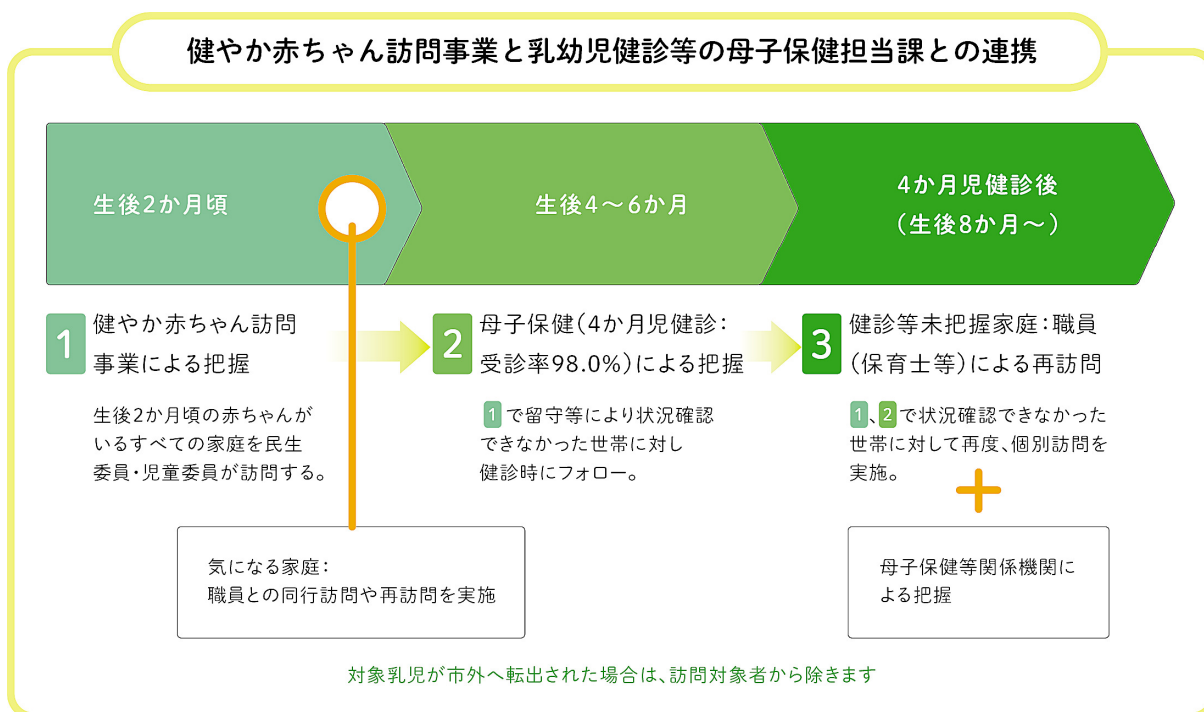 健やか赤ちゃん訪問事業と乳幼児健診等の母子保健担当課との連携
生後2か月頃
生後4～6か月
4か月児健診後
(生後8か月～)
1 健やか赤ちゃん訪問
事業による把握
生後2か月頃の赤ちゃんが
いるすべての家庭を民生
委員・児童委員が訪問する。
2 母子保健(4か月児健診:
受診率98.0%)による把握
1で留守等により状況確認
できなかった世帯に対し
健診時にフォロー。
3 健診等未把握家庭:職員
(保育士等)による再訪問
1、2で状況確認できなかった
世帯に対して再度、個別訪問を
実施。
気になる家庭:
職員との同行訪問や再訪問を実施
母子保健等関係機関に
よる把握
対象乳児が市外へ転出された場合は、訪問対象者から除きます